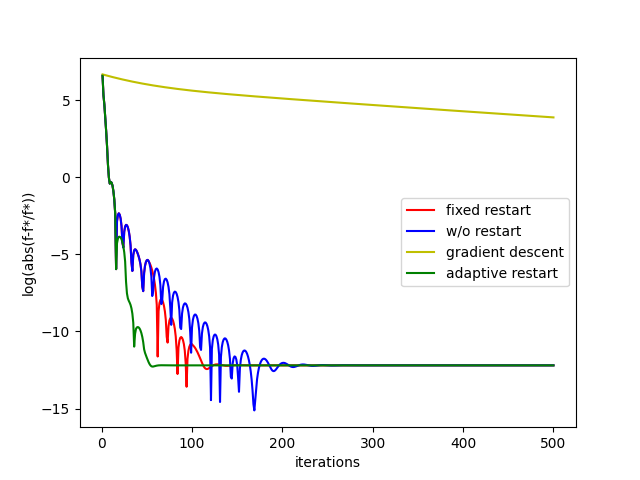 5
0
−5
−10
−15
0
100
200
300
400
500
iterations
log(abs(f-f*/f*))
fixed restart
w/o restart
gradient descent
adaptive restart